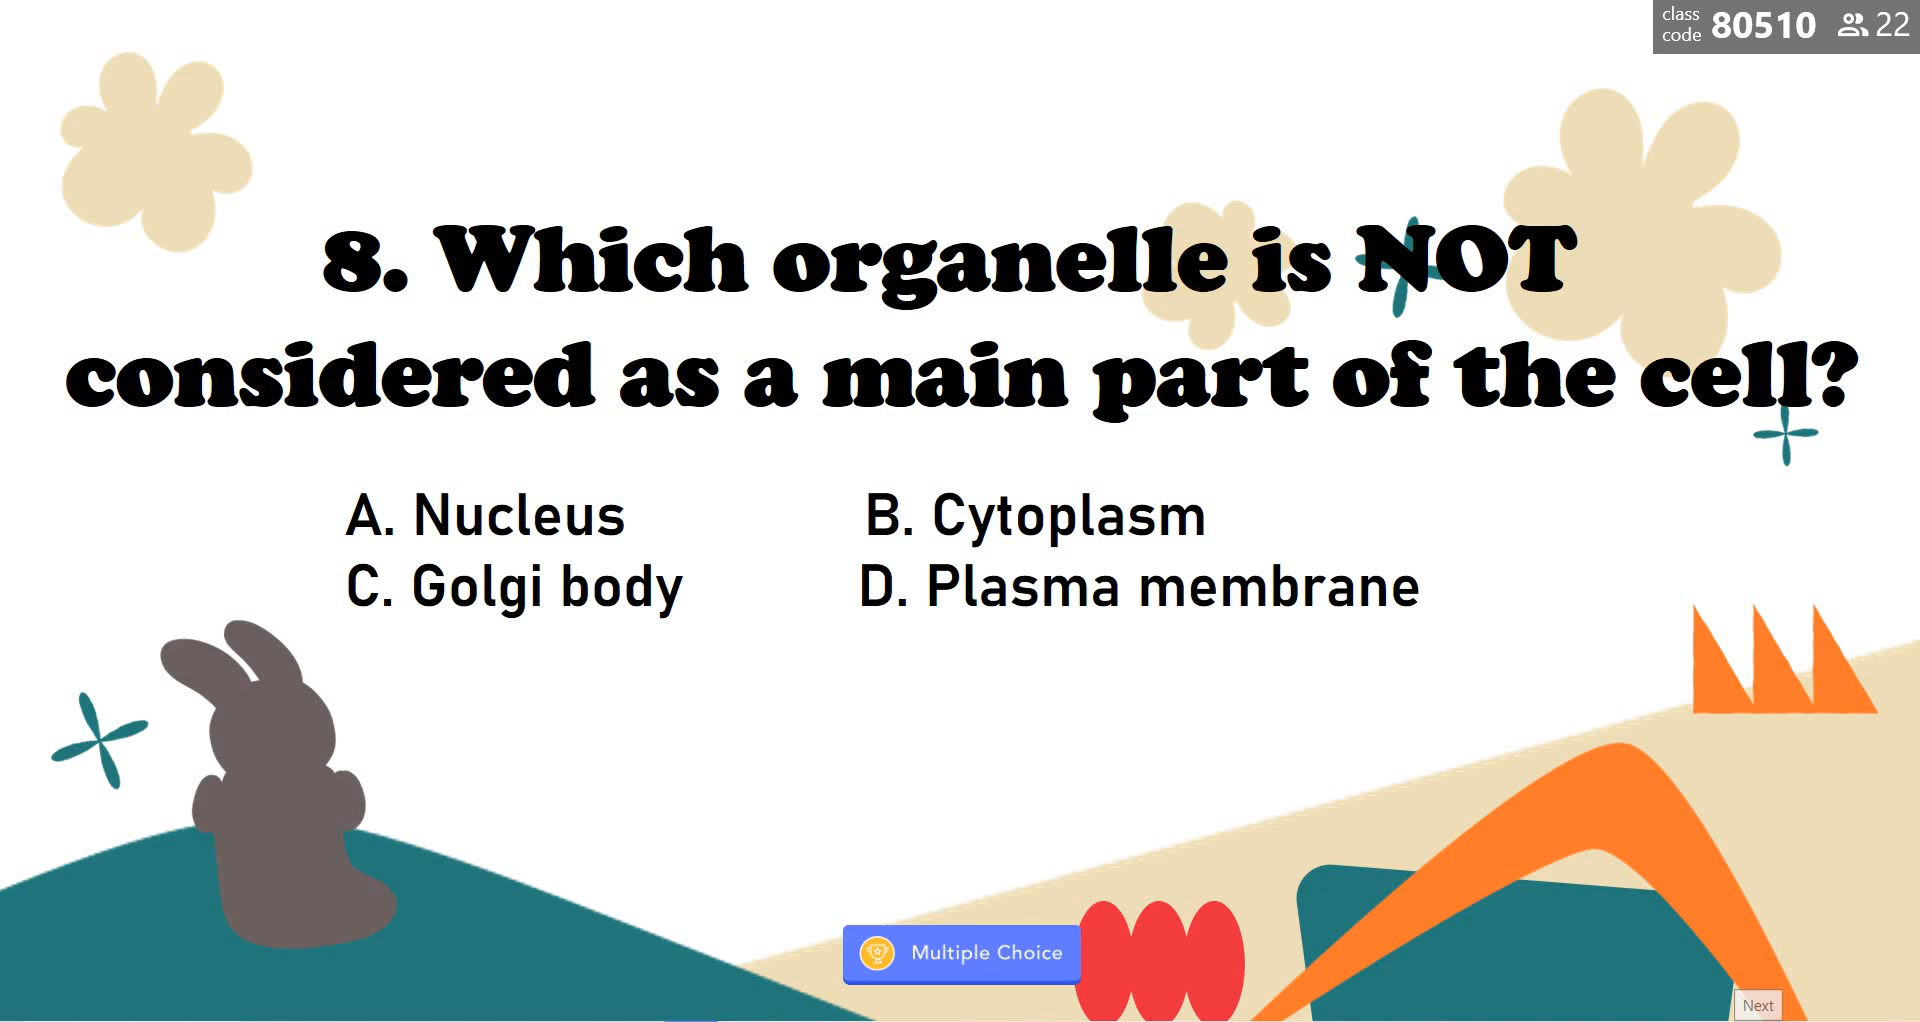 class code 80510 22
8. Which organelle is NOT
considered as a main part of the cell?
A. Nucleus B. Cytoplasm
C. Golgi body D. Plasma membrane
Multiple Choice
Next